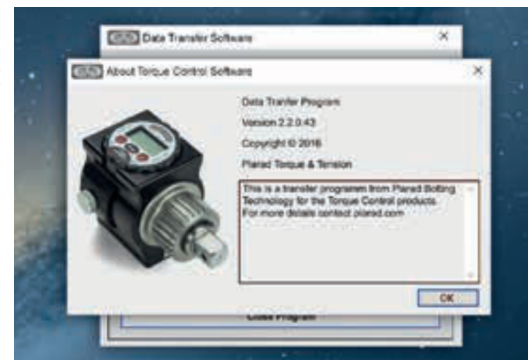 Data Transfer Software
About Torque Control Software
Data Tranfer Program
Version 2.2.0.43
Copyright © 2016
Plarad Torque & Tension
This is a transfer programm from Plarad Bolting
Technology for the Torque Control products.
For more details contact plarad.com
OK
Close Program